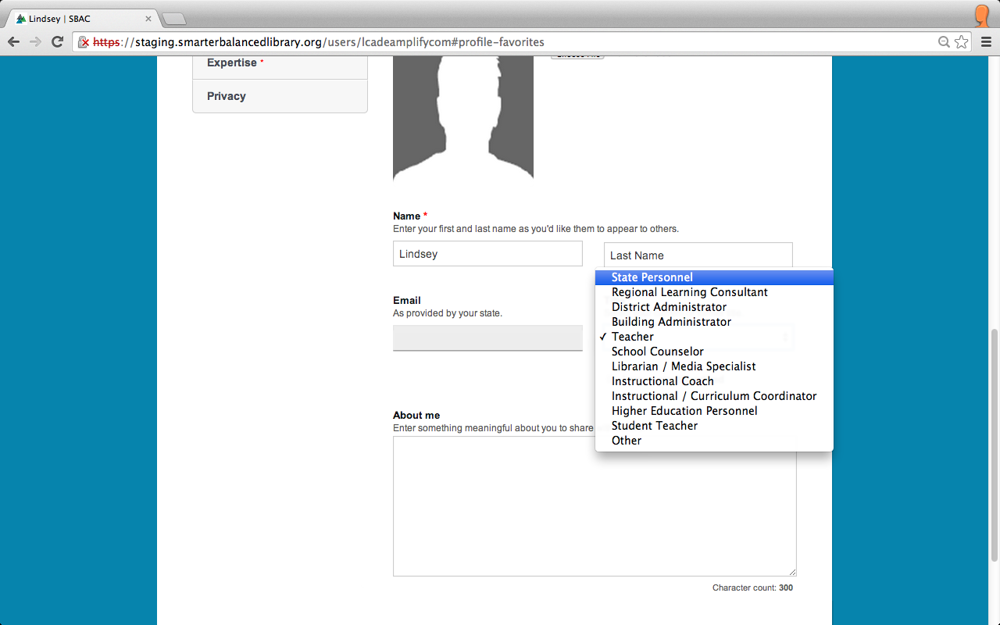 Lindsey | SBAC
https://staging.smarterbalancedlibrary.org/users/lcadeamplifycom#profile-favorites
Expertise *
Privacy
Name *
Enter your first and last name as you'd like them to appear to others.
Lindsey
Last Name
Email
As provided by your state.
State Personnel
Regional Learning Consultant
District Administrator
Building Administrator
✓ Teacher
School Counselor
Librarian / Media Specialist
Instructional Coach
Instructional / Curriculum Coordinator
Higher Education Personnel
Student Teacher
Other
About me
Enter something meaningful about you to share
Character count: 300